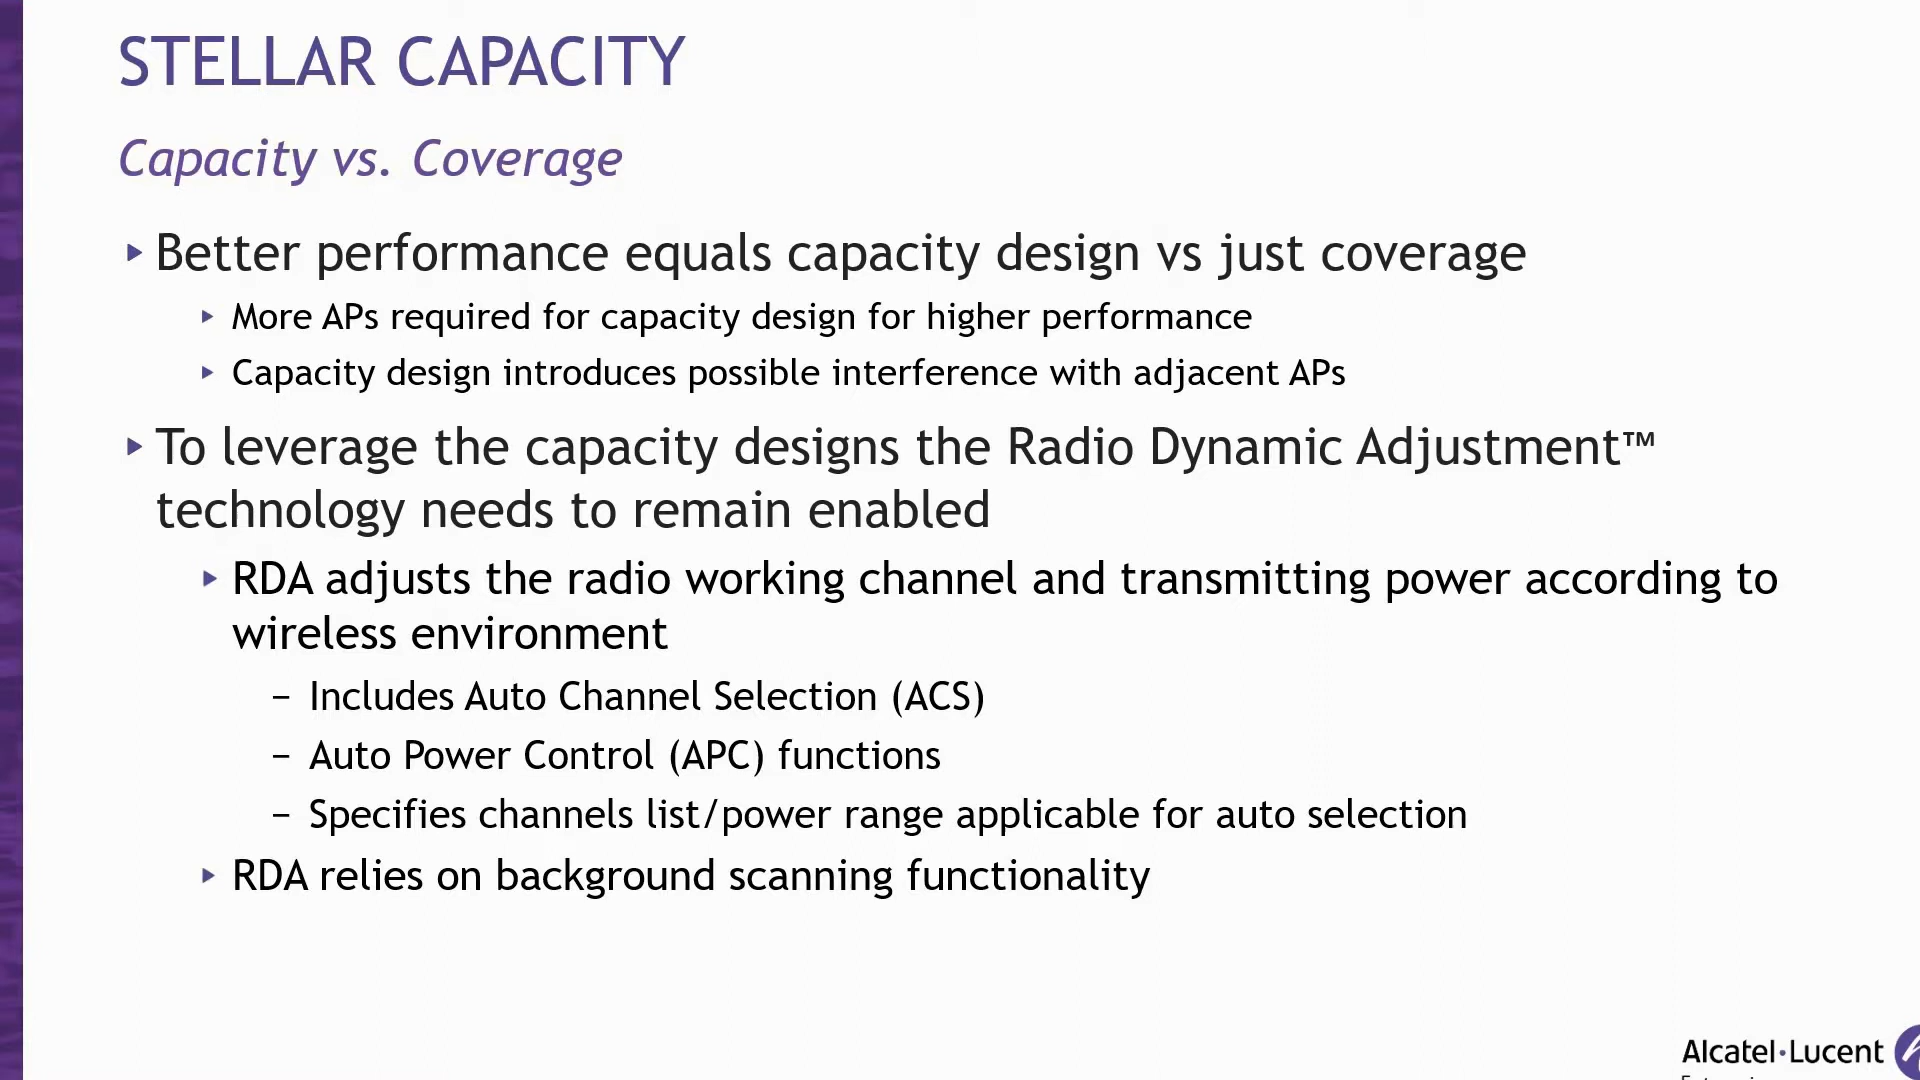 STELLAR CAPACITY
Capacity vs. Coverage
Better performance equals capacity design vs just coverage
More APs required for capacity design for higher performance
Capacity design introduces possible interference with adjacent APs
To leverage the capacity designs the Radio Dynamic Adjustment™
technology needs to remain enabled
RDA adjusts the radio working channel and transmitting power according to
wireless environment
– Includes Auto Channel Selection (ACS)
– Auto Power Control (APC) functions
– Specifies channels list/power range applicable for auto selection
RDA relies on background scanning functionality
Alcatel·Lucent